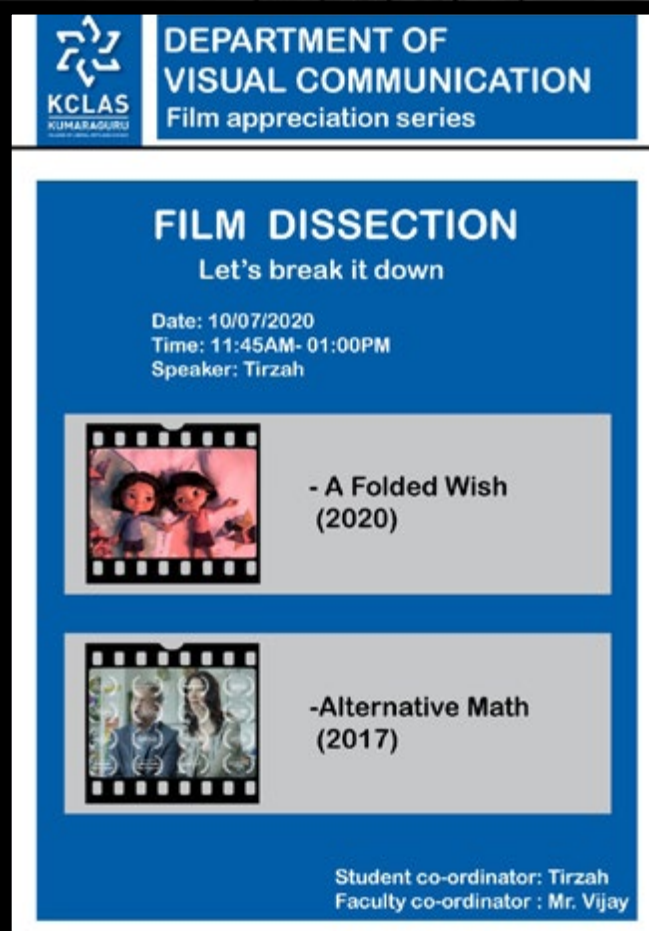 DEPARTMENT OF
VISUAL COMMUNICATION
Film appreciation series
KCLAS
KUMARAGURU
FILM DISSECTION
Let's break it down
Date: 10/07/2020
Time: 11:45AM- 01:00PM
Speaker: Tirzah
- A Folded Wish
(2020)
-Alternative Math
(2017)
Student co-ordinator: Tirzah
Faculty co-ordinator : Mr. Vijay